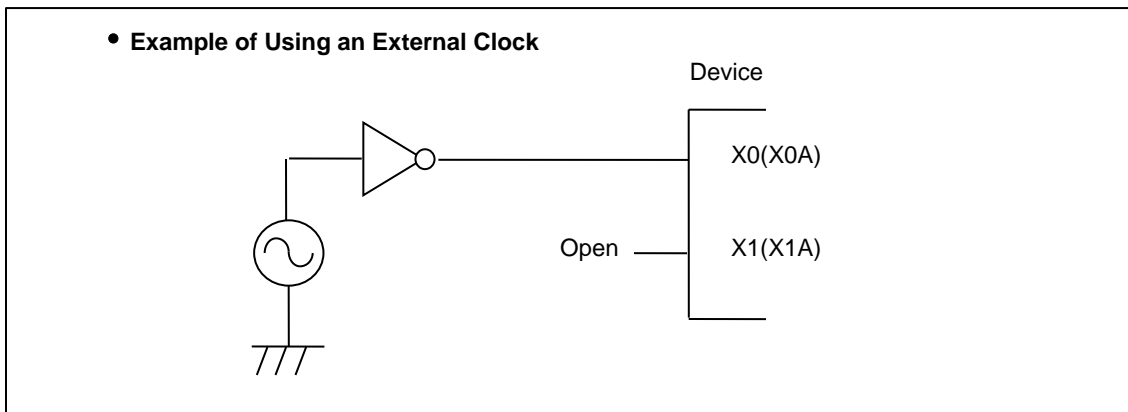 • Example of Using an External Clock
Device
X0(X0A)
Open
X1(X1A)